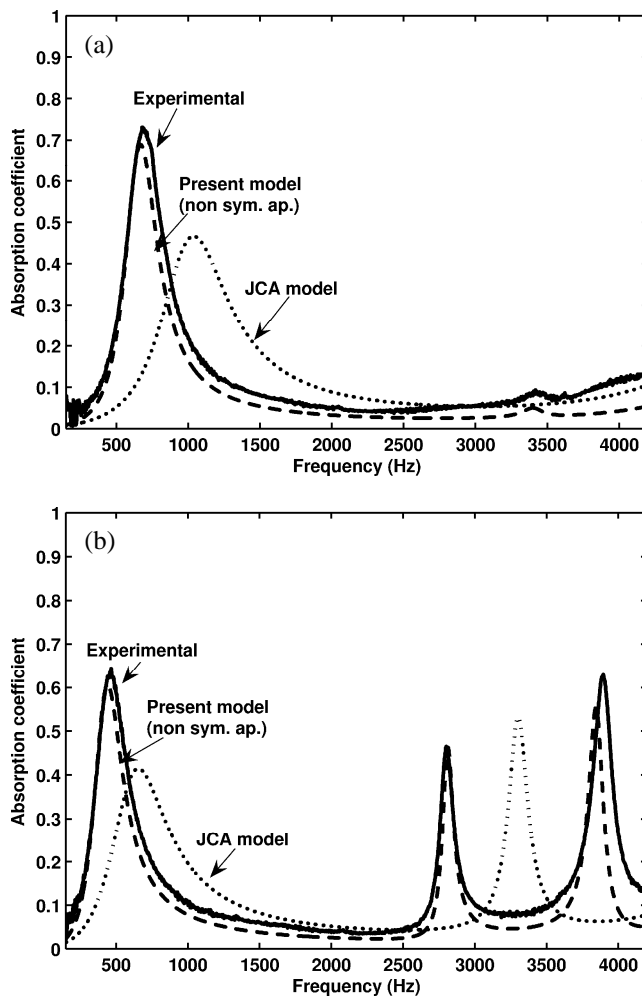 (a)
1
0.9
0.8
0.7
0.6
0.5
0.4
0.3
0.2
0.1
0
Absorption coefficient
Experimental
Present model
(non sym. ap.)
JCA model
500 1000 1500 2000 2500 3000 3500 4000
Frequency (Hz)
(b)
1
0.9
0.8
0.7
0.6
0.5
0.4
0.3
0.2
0.1
0
Absorption coefficient
Experimental
Present model
(non sym. ap.)
JCA model
500 1000 1500 2000 2500 3000 3500 4000
Frequency (Hz)